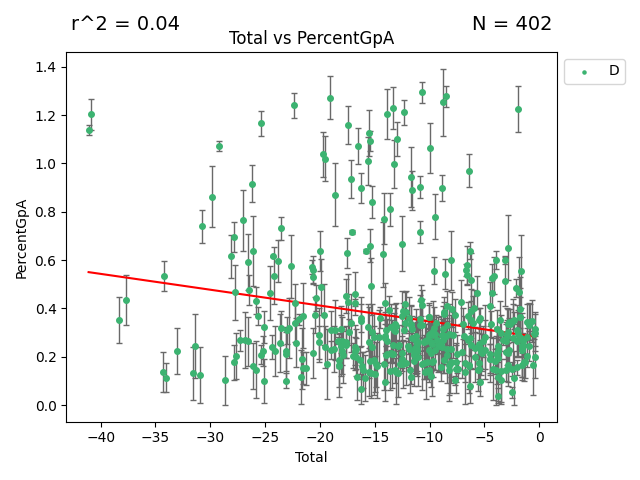 r^2 = 0.04
N = 402
Total vs PercentGpA
D
PercentGpA
1.4
1.2
1.0
0.8
0.6
0.4
0.2
0.0
−40 −35 −30 −25 −20 −15 −10 −5 0
Total